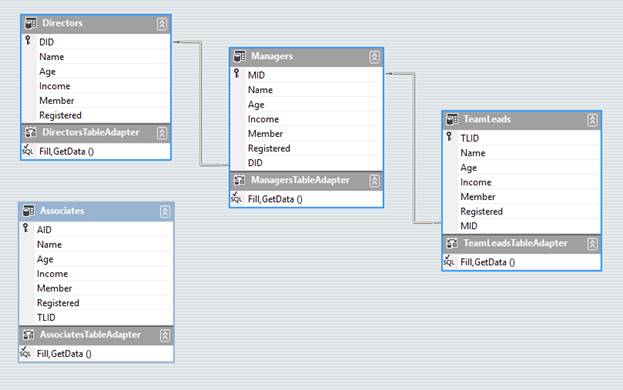 Directors
DID
Name
Age
Income
Member
Registered
DirectorsTableAdapter
SQL Fill,GetData ()
Managers
MID
Name
Age
Income
Member
Registered
DID
ManagersTableAdapter
SQL Fill,GetData ()
TeamLeads
TLID
Name
Age
Income
Member
Registered
MID
TeamLeadsTableAdapter
SQL Fill,GetData ()
Associates
AID
Name
Age
Income
Member
Registered
TLID
AssociatesTableAdapter
SQL Fill,GetData ()